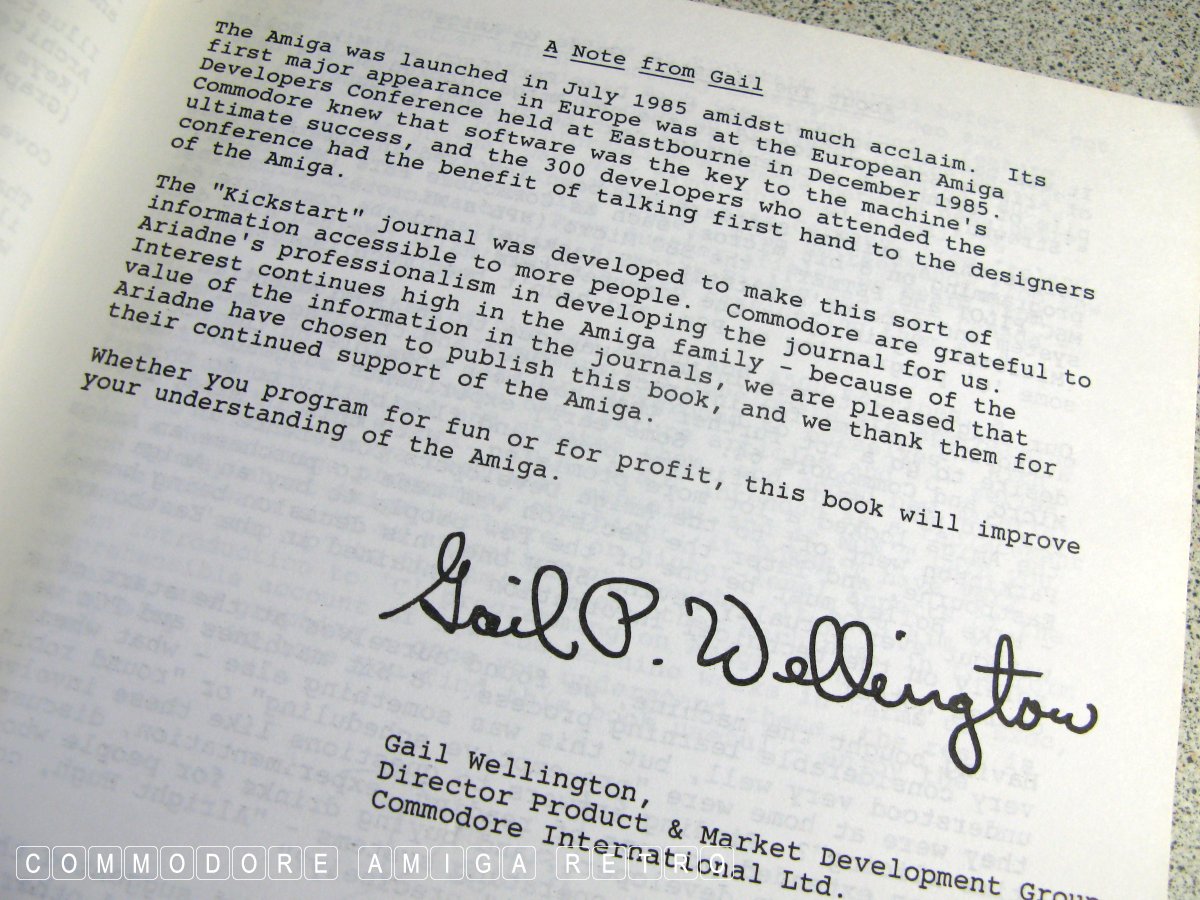 A Note from Gail
The Amiga was launched in July 1985 amidst much acclaim. Its
first major appearance in Europe was at the European Amiga
Developers Conference held at Eastbourne in December 1985.
Commodore knew that software was the key to the machine's
ultimate success, and the 300 developers who attended the
conference had the benefit of talking first hand to the designers
of the Amiga.
The "Kickstart" journal was developed to make this sort of
information accessible to more people. Commodore are grateful to
Ariadne's professionalism in developing the journal for us.
Interest continues high in the Amiga family - because of the
value of the information in the journals, we are pleased that
Ariadne have chosen to publish this book, and we thank them for
their continued support of the Amiga.
Whether you program for fun or for profit, this book will improve
your understanding of the Amiga.
Gail P. Wellington
Gail Wellington,
Director Product & Market Development Group
Commodore International Ltd.
COMMODORE AMIGA RETRO